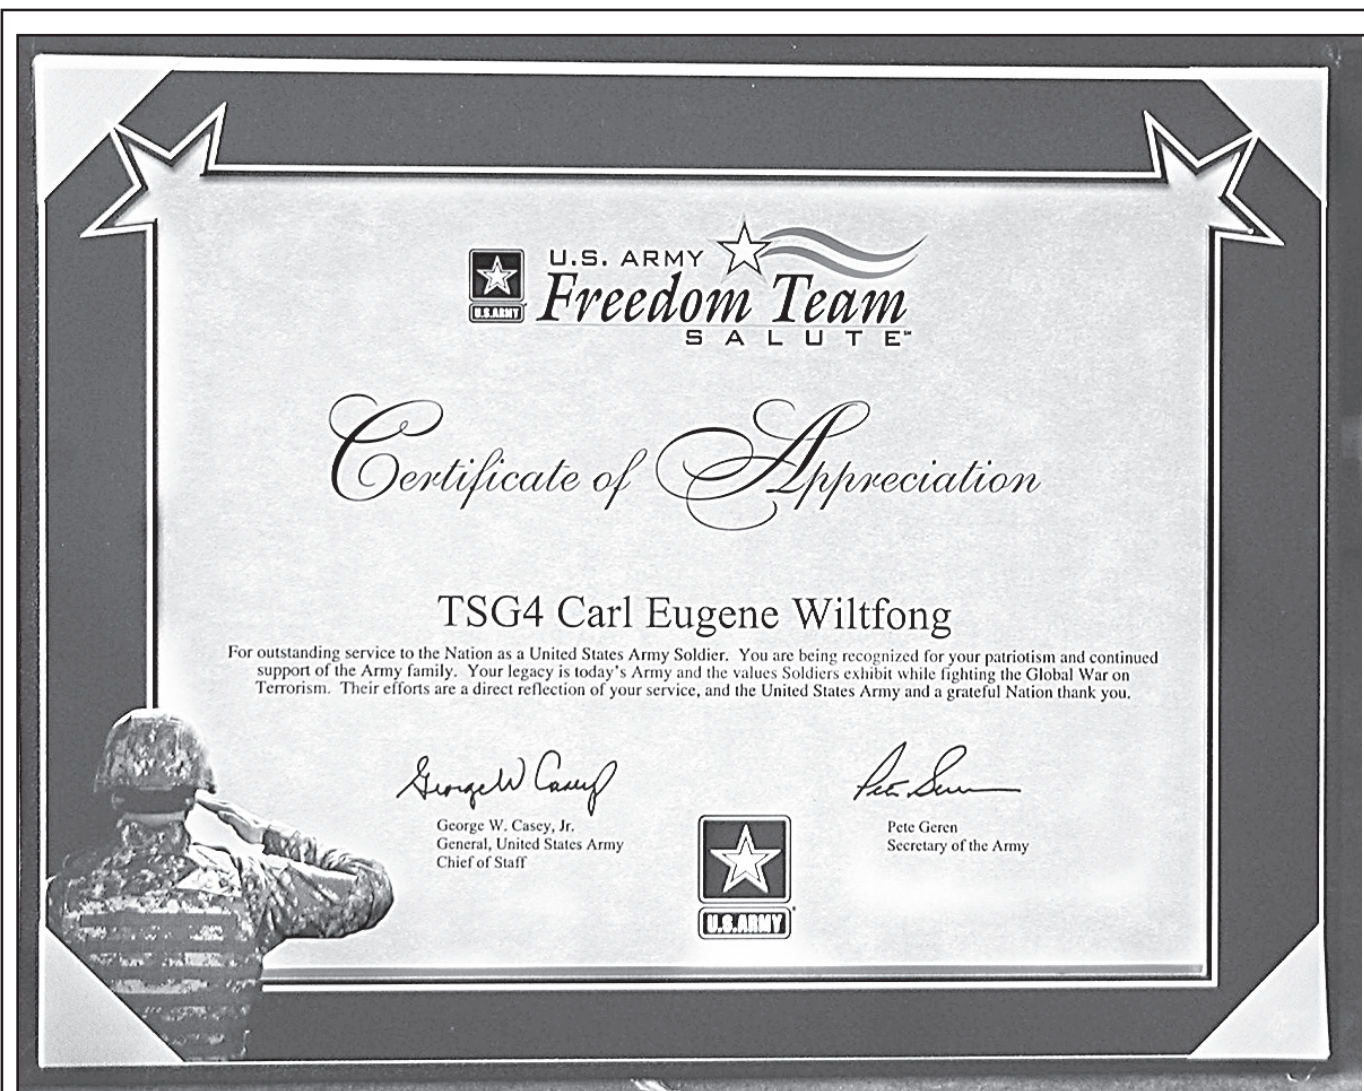 U.S. ARMY
Freedom Team
SALUTE™
U.S.ARMY
Certificate of Appreciation
TSG4 Carl Eugene Wiltfong
For outstanding service to the Nation as a United States Army Soldier. You are being recognized for your patriotism and continued
support of the Army family. Your legacy is today's Army and the values Soldiers exhibit while fighting the Global War on
Terrorism. Their efforts are a direct reflection of your service, and the United States Army and a grateful Nation thank you.
George W Casey
George W. Casey, Jr.
General, United States Army
Chief of Staff
Pete Geren
Secretary of the Army
U.S.ARMY